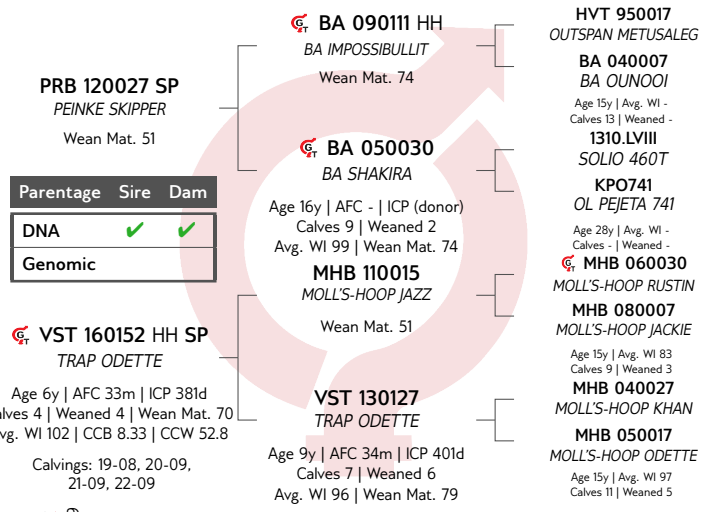 PRB 120027 SP
PEINKE SKIPPER
Wean Mat. 51
Parentage Sire Dam
DNA ✔ ✔
Genomic
GT VST 160152 HH SP
TRAP ODETTE
Age 6y | AFC 33m | ICP 381d
alves 4 | Weaned 4 | Wean Mat. 70
vg. WI 102 | CCB 8.33 | CCW 52.8
Calvings: 19-08, 20-09,
21-09, 22-09
GT BA 090111 HH
BA IMPOSSIBULLIT
Wean Mat. 74
GT BA 050030
BA SHAKIRA
Age 16y | AFC - | ICP (donor)
Calves 9 | Weaned 2
Avg. WI 99 | Wean Mat. 74
MHB 110015
MOLL'S-HOOP JAZZ
Wean Mat. 51
VST 130127
TRAP ODETTE
Age 9y | AFC 34m | ICP 401d
Calves 7 | Weaned 6
Avg. WI 96 | Wean Mat. 79
HVT 950017
OUTSPAN METUSALEG
BA 040007
BA OUNOOI
Age 15y | Avg. WI -
Calves 13 | Weaned -
1310.LVIII
SOLIO 460T
KPO741
OL PEJETA 741
Age 28y | Avg. WI -
Calves - | Weaned -
GT MHB 060030
MOLL'S-HOOP RUSTIN
MHB 080007
MOLL'S-HOOP JACKIE
Age 15y | Avg. WI 83
Calves 9 | Weaned 3
MHB 040027
MOLL'S-HOOP KHAN
MHB 050017
MOLL'S-HOOP ODETTE
Age 15y | Avg. WI 97
Calves 11 | Weaned 5